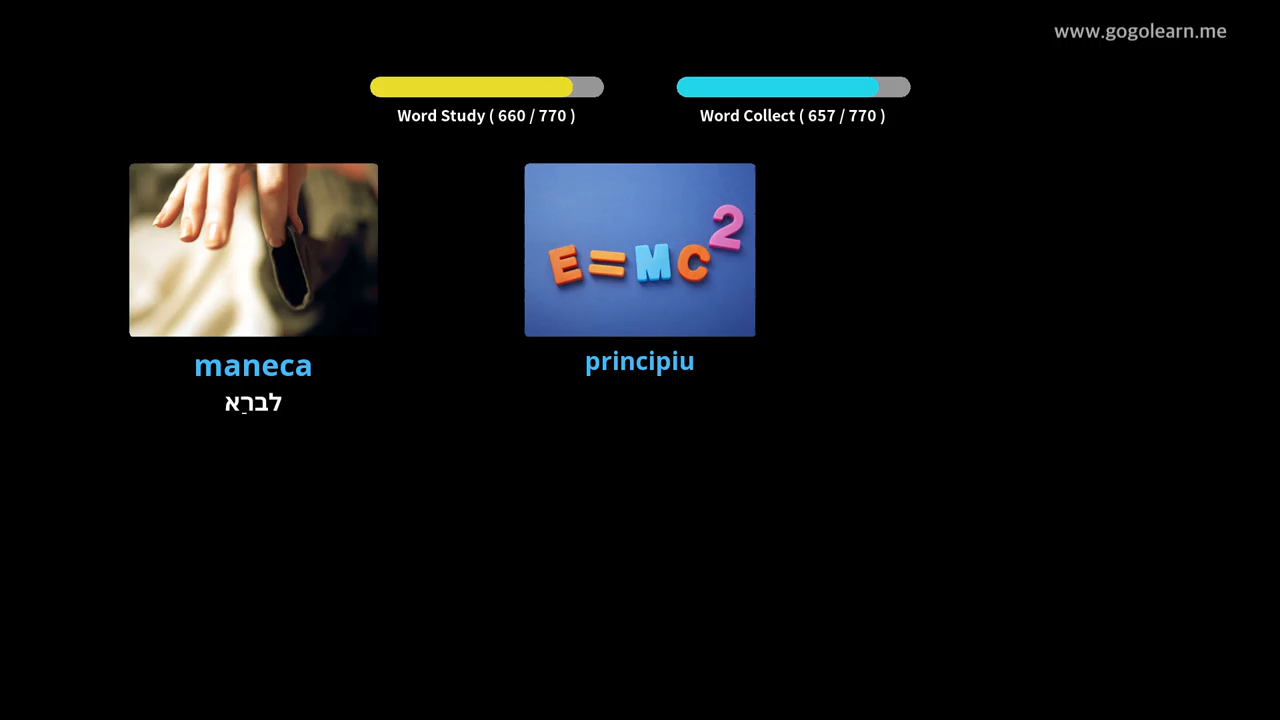 www.gogolearn.me
Word Study ( 660 / 770 )
Word Collect ( 657 / 770 )
E=MC2
maneca
לברַא
principiu